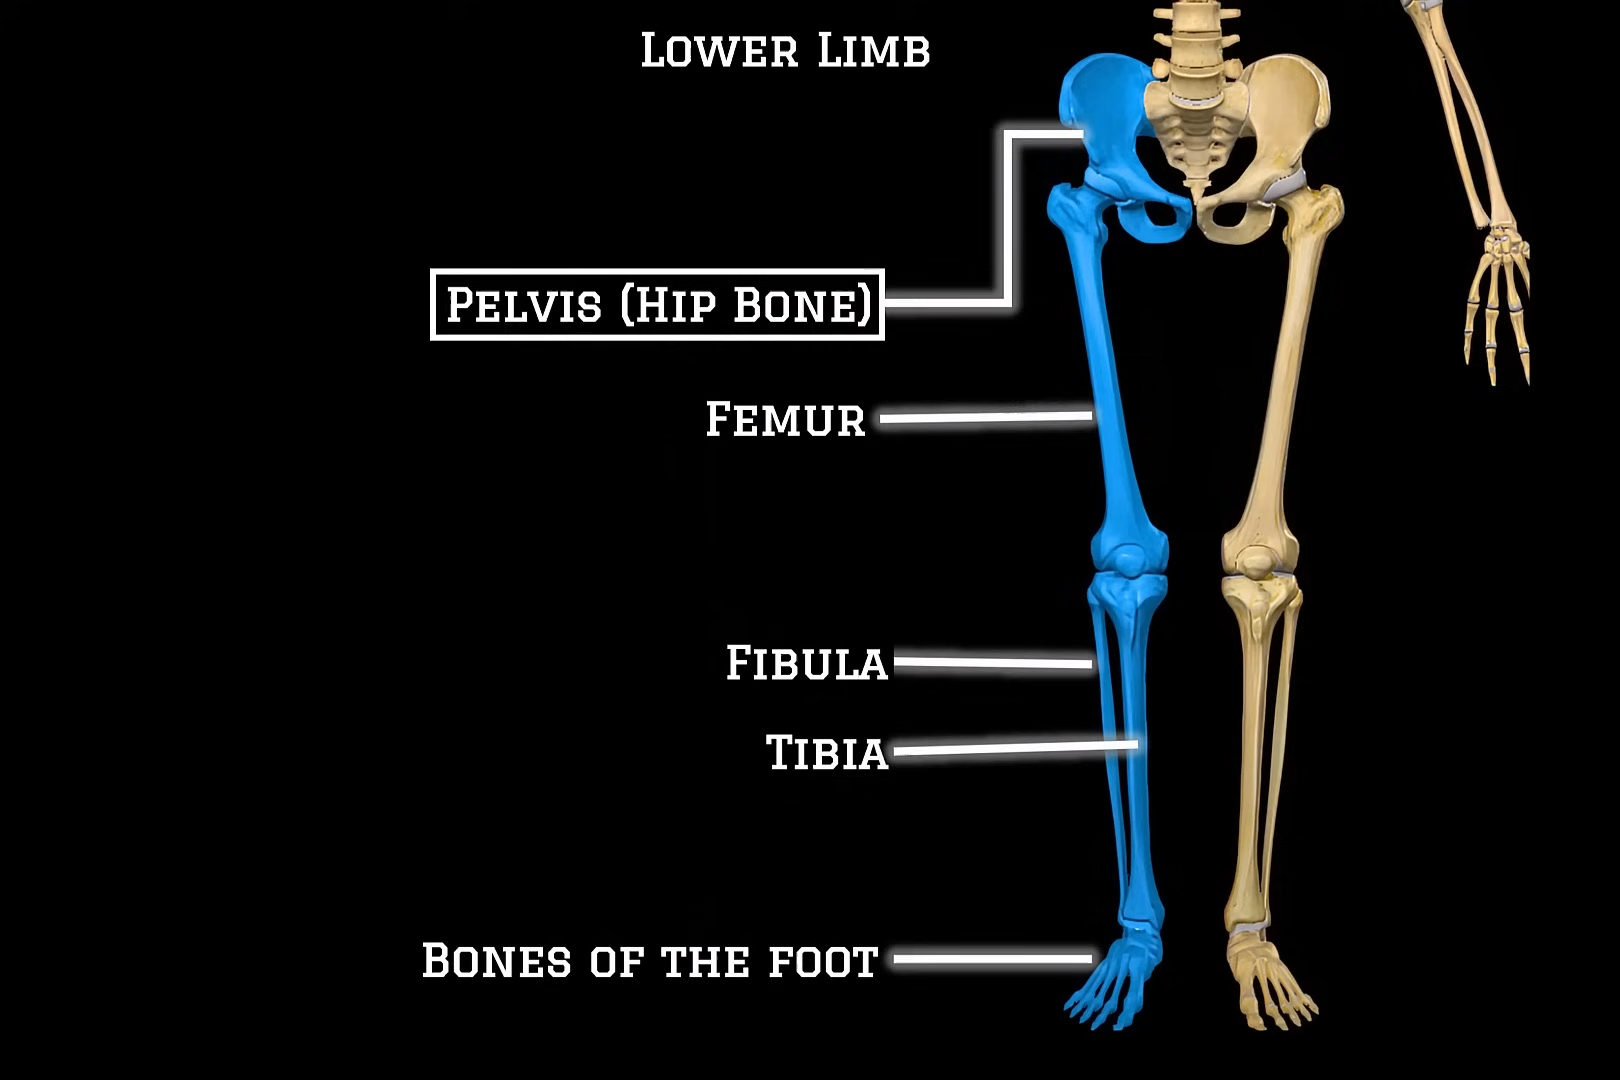 Lower Limb
Pelvis (Hip Bone)
Femur
Fibula
Tibia
Bones of the foot